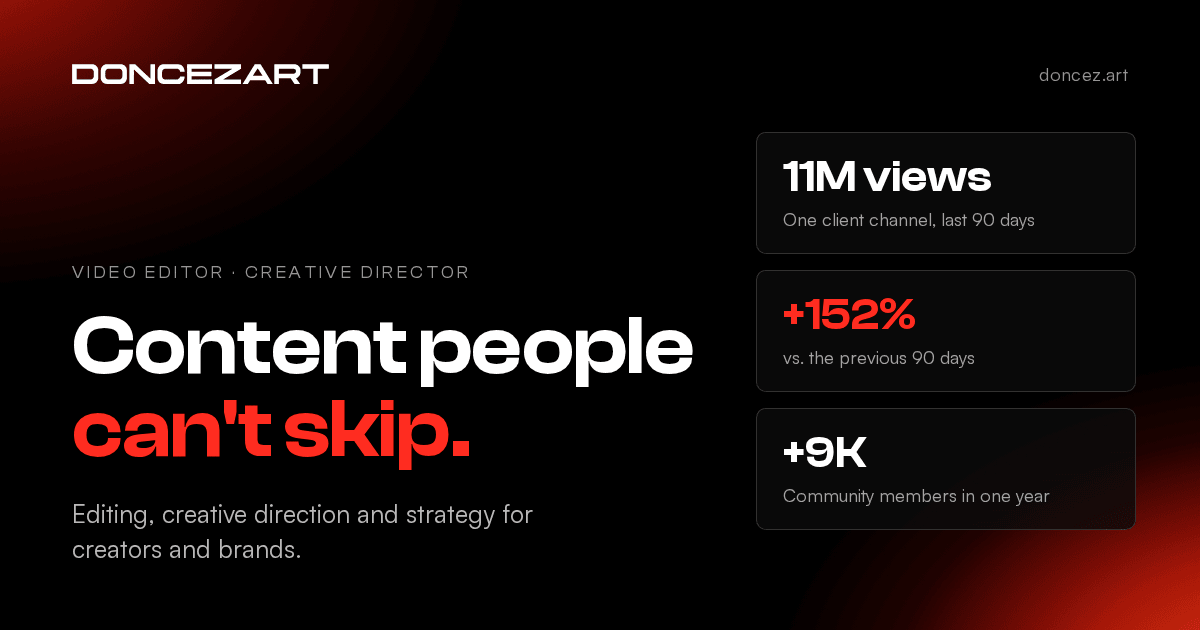 DONCEZART
doncez.art
VIDEO EDITOR · CREATIVE DIRECTOR
Content people
can't skip.
Editing, creative direction and strategy for
creators and brands.
11M views
One client channel, last 90 days
+152%
vs. the previous 90 days
+9K
Community members in one year